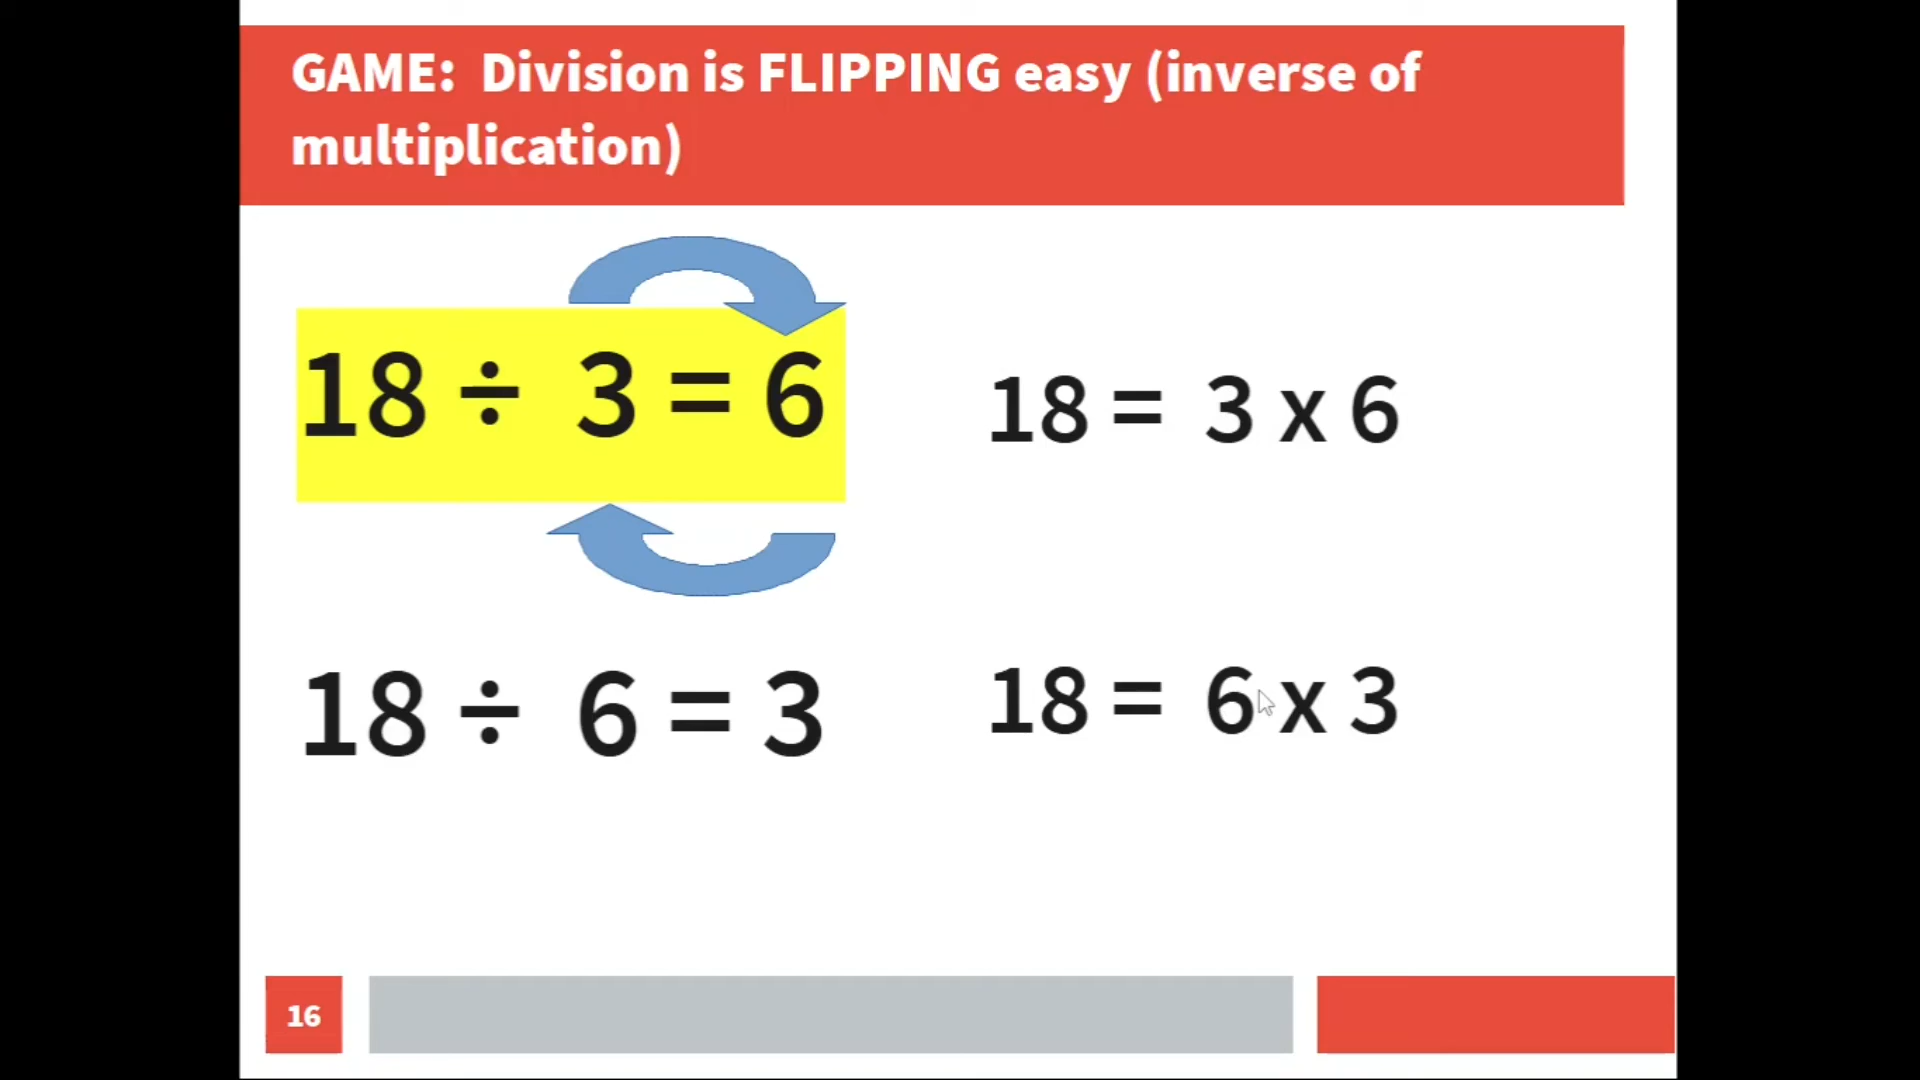 GAME:  Division is FLIPPING easy (inverse of
multiplication)
18 ÷  3 = 6
18 =  3 x 6
18 ÷  6 = 3
18 =  6 x 3
16